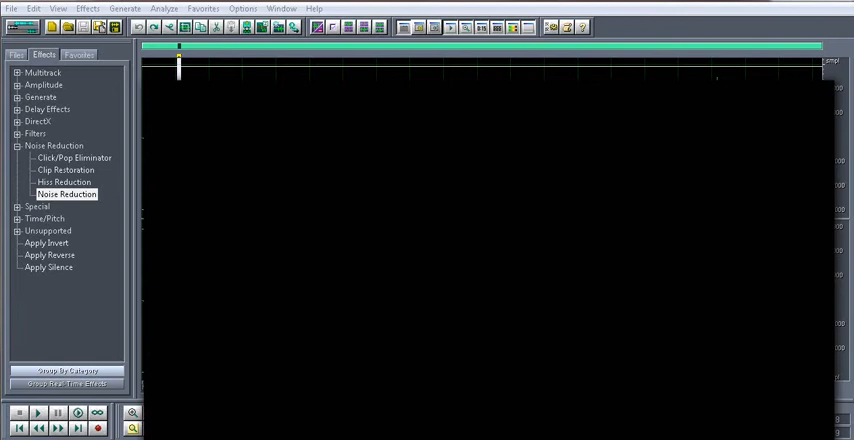 File Edit View Effects Generate Analyze Favorites Options Window Help
Files Effects Favorites
Multitrack
Amplitude
Generate
Delay Effects
DirectX
Filters
Noise Reduction
Click/Pop Eliminator
Clip Restoration
Hiss Reduction
Noise Reduction
Special
Time/Pitch
Unsupported
Apply Invert
Apply Reverse
Apply Silence
Group By Category
Group Real-Time Effects
smpl